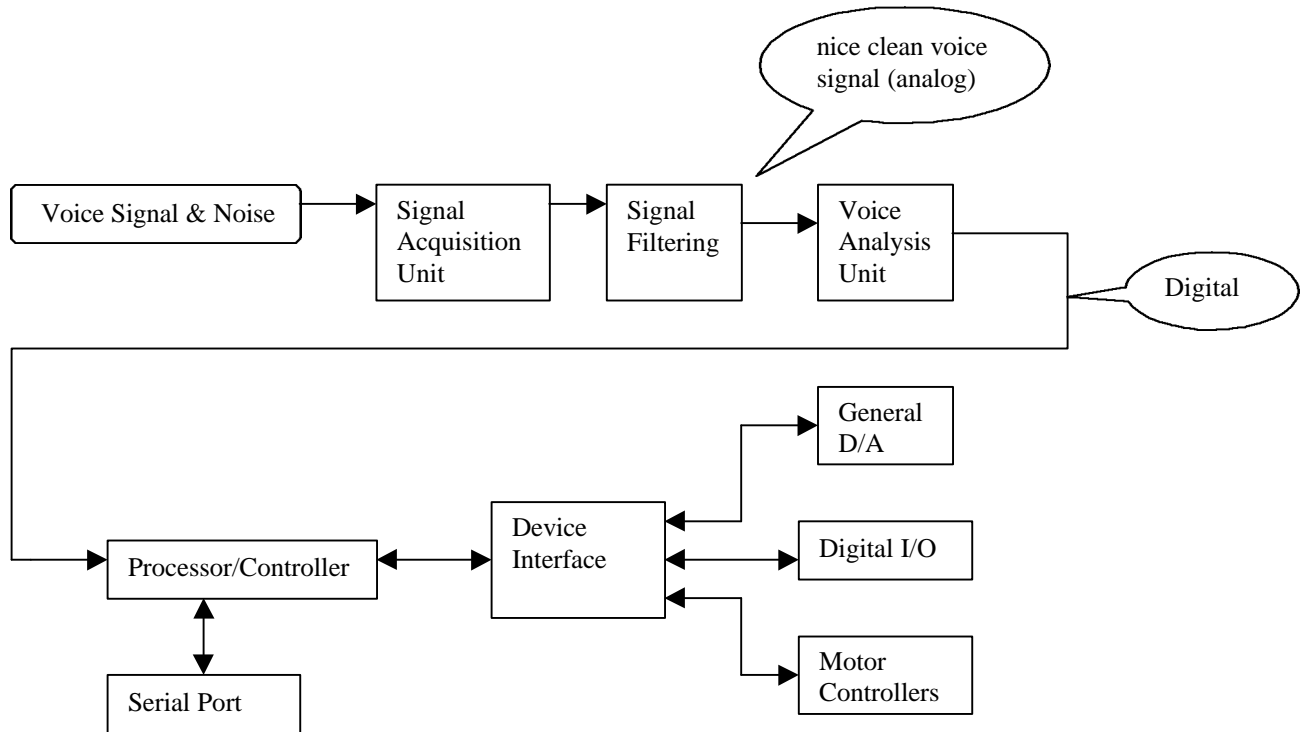 nice clean voice
signal (analog)
Voice Signal & Noise
Signal
Acquisition
Unit
Signal
Filtering
Voice
Analysis
Unit
Digital
General
D/A
Device
Interface
Digital I/O
Processor/Controller
Motor
Controllers
Serial Port